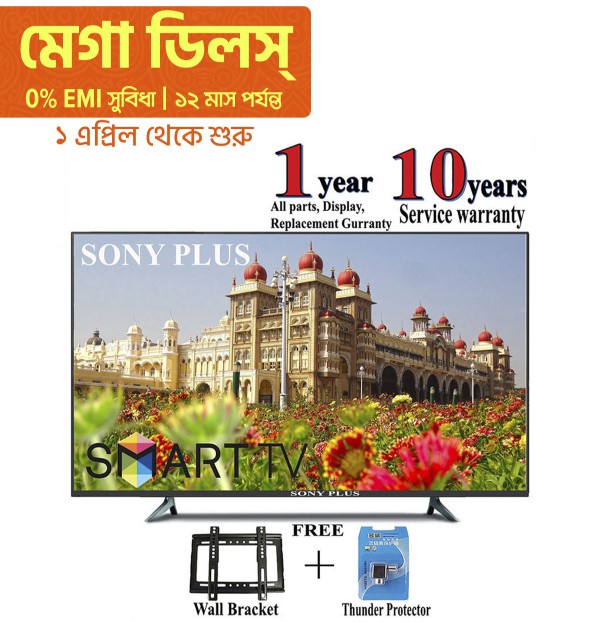 মেগা ডিলস্
0% EMI সুবিধা | ১২ মাস পর্যন্ত
১ এপ্রিল থেকে শুরু
1 year
All parts, Display,
Replacement Gurranty
10 years
Service warranty
SONY PLUS
SMART TV
SONY PLUS
FREE
+
Wall Bracket
Thunder Protector